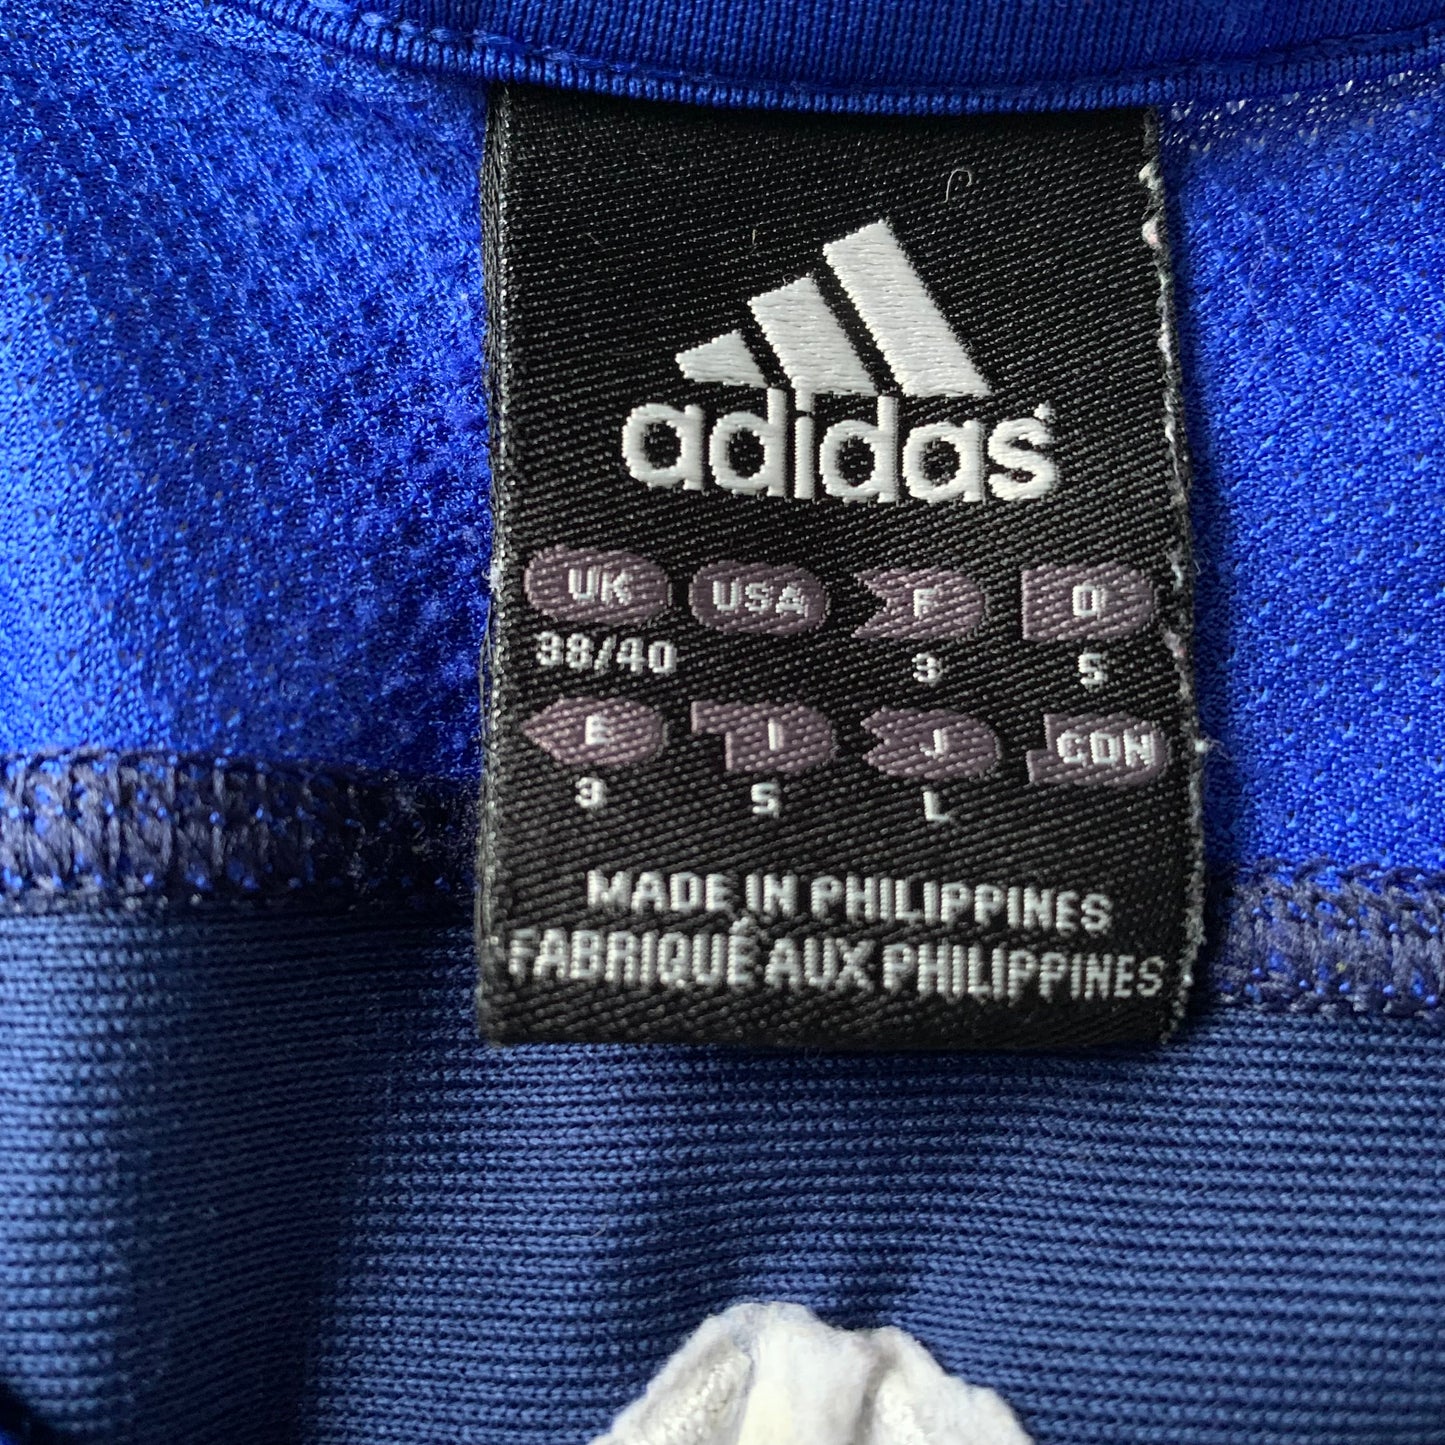 adidas
UK USA F D
38/40 3 S
E I J CDN
3 S L
MADE IN PHILIPPINES
FABRIQUÉ AUX PHILIPPINES